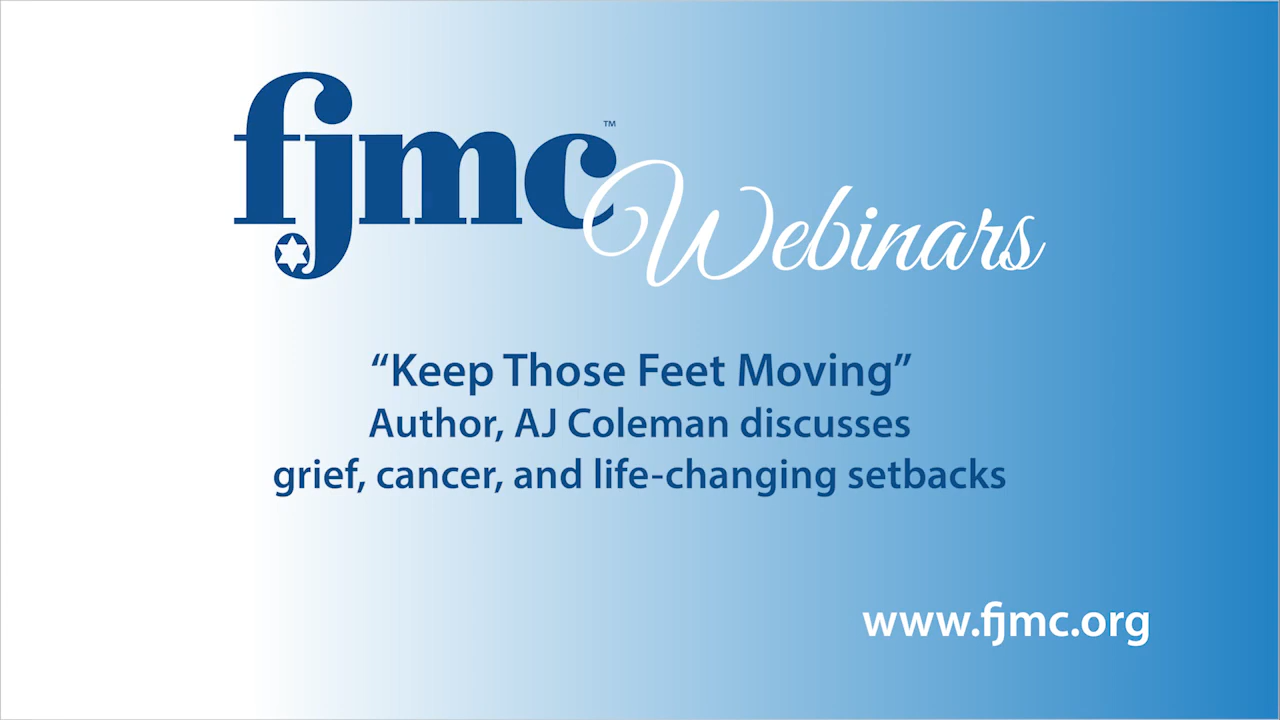 fjmc™ Webinars
“Keep Those Feet Moving”
Author, AJ Coleman discusses
grief, cancer, and life-changing setbacks
www.fjmc.org